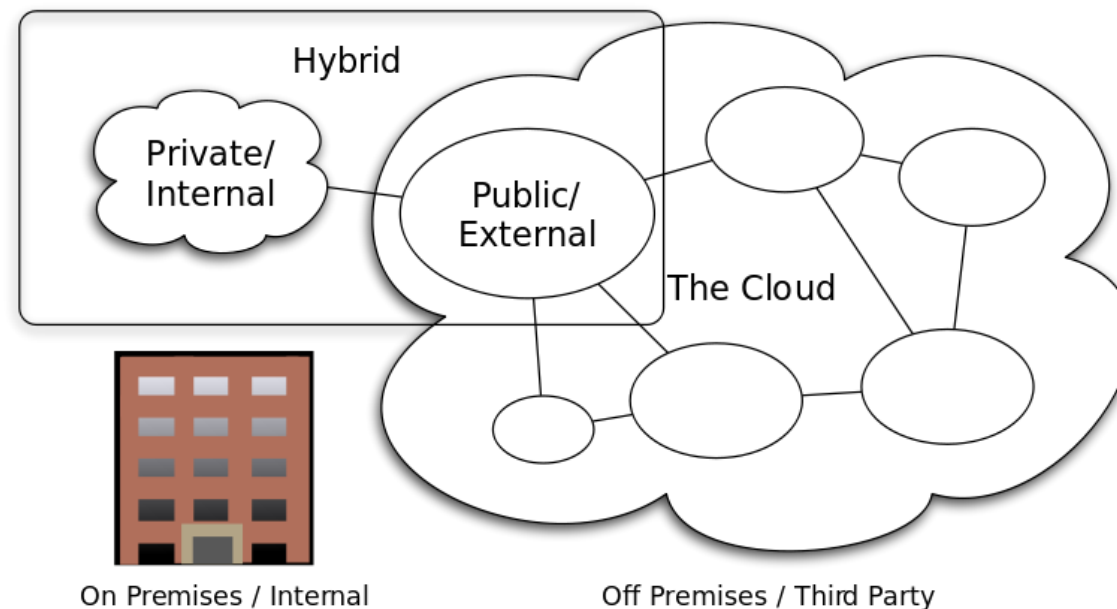 Hybrid
Private/
Internal
Public/
External
The Cloud
On Premises / Internal
Off Premises / Third Party